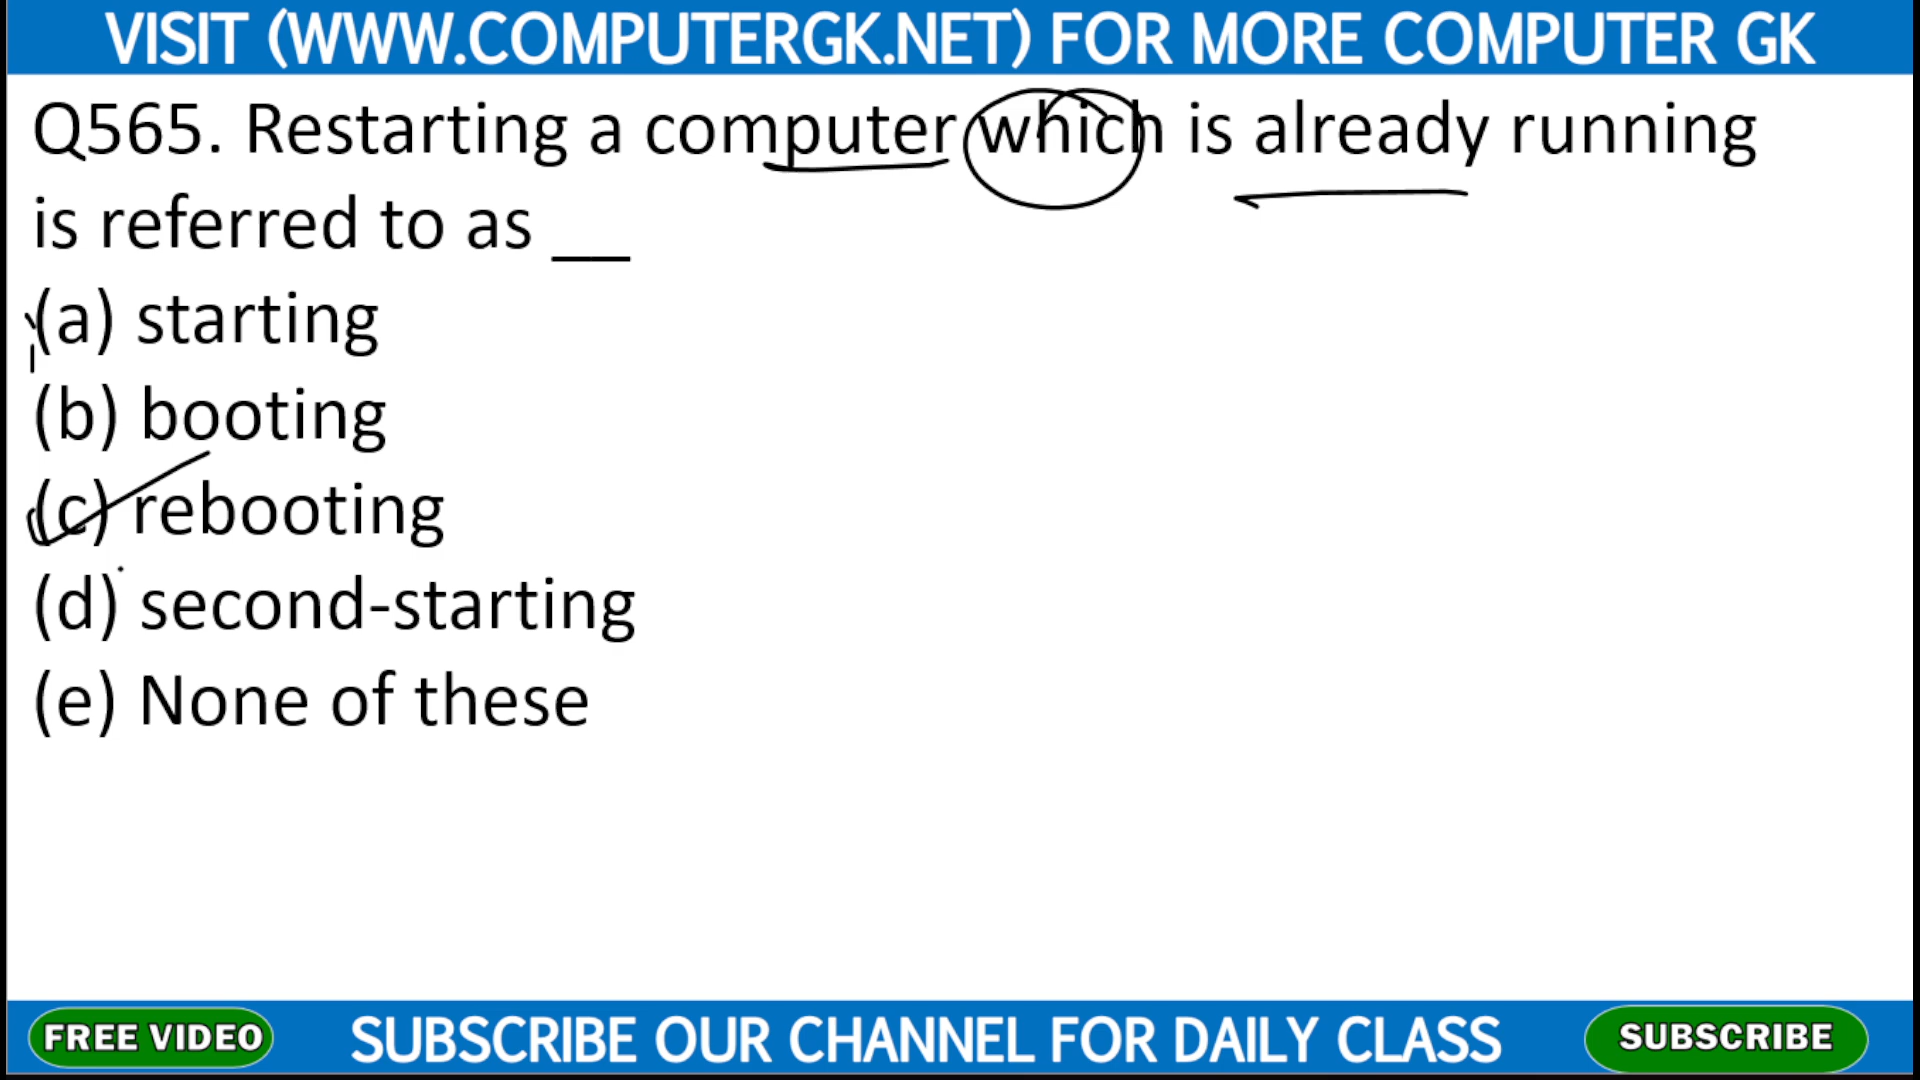 VISIT (WWW.COMPUTERGK.NET) FOR MORE COMPUTER GK
Q565. Restarting a computer which is already running
is referred to as __
(a) starting
(b) booting
(c) rebooting
(d) second-starting
(e) None of these
FREE VIDEO SUBSCRIBE OUR CHANNEL FOR DAILY CLASS SUBSCRIBE